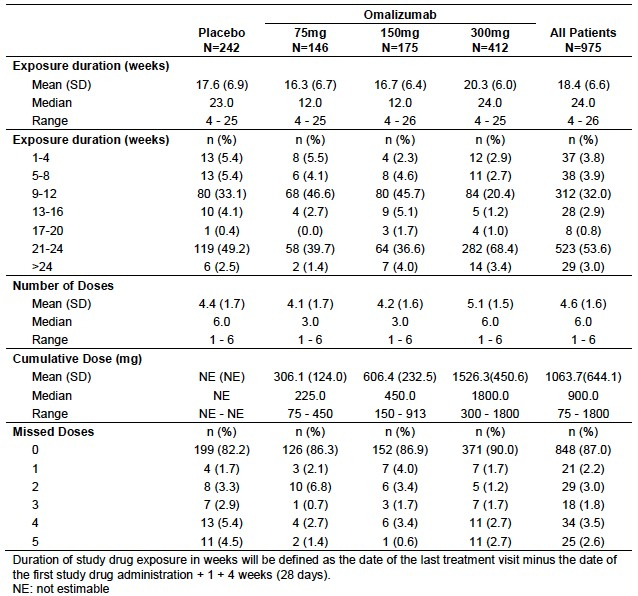 Omalizumab
Placebo 75mg 150mg 300mg All Patients
N=242 N=146 N=175 N=412 N=975
Exposure duration (weeks)
Mean (SD) 17.6 (6.9) 16.3 (6.7) 16.7 (6.4) 20.3 (6.0) 18.4 (6.6)
Median 23.0 12.0 12.0 24.0 24.0
Range 4 - 25 4 - 25 4 - 26 4 - 25 4 - 26
Exposure duration (weeks) n (%) n (%) n (%) n (%) n (%)
1-4 13 (5.4) 8 (5.5) 4 (2.3) 12 (2.9) 37 (3.8)
5-8 13 (5.4) 6 (4.1) 8 (4.6) 11 (2.7) 38 (3.9)
9-12 80 (33.1) 68 (46.6) 80 (45.7) 84 (20.4) 312 (32.0)
13-16 10 (4.1) 4 (2.7) 9 (5.1) 5 (1.2) 28 (2.9)
17-20 1 (0.4) (0.0) 3 (1.7) 4 (1.0) 8 (0.8)
21-24 119 (49.2) 58 (39.7) 64 (36.6) 282 (68.4) 523 (53.6)
>24 6 (2.5) 2 (1.4) 7 (4.0) 14 (3.4) 29 (3.0)
Number of Doses
Mean (SD) 4.4 (1.7) 4.1 (1.7) 4.2 (1.6) 5.1 (1.5) 4.6 (1.6)
Median 6.0 3.0 3.0 6.0 6.0
Range 1 - 6 1 - 6 1 - 6 1 - 6 1 - 6
Cumulative Dose (mg)
Mean (SD) NE (NE) 306.1 (124.0) 606.4 (232.5) 1526.3(450.6) 1063.7(644.1)
Median NE 225.0 450.0 1800.0 900.0
Range NE - NE 75 - 450 150 - 913 300 - 1800 75 - 1800
Missed Doses n (%) n (%) n (%) n (%) n (%)
0 199 (82.2) 126 (86.3) 152 (86.9) 371 (90.0) 848 (87.0)
1 4 (1.7) 3 (2.1) 7 (4.0) 7 (1.7) 21 (2.2)
2 8 (3.3) 10 (6.8) 6 (3.4) 5 (1.2) 29 (3.0)
3 7 (2.9) 1 (0.7) 3 (1.7) 7 (1.7) 18 (1.8)
4 13 (5.4) 4 (2.7) 6 (3.4) 11 (2.7) 34 (3.5)
5 11 (4.5) 2 (1.4) 1 (0.6) 11 (2.7) 25 (2.6)
Duration of study drug exposure in weeks will be defined as the date of the last treatment visit minus the date of
the first study drug administration + 1 + 4 weeks (28 days).
NE: not estimable